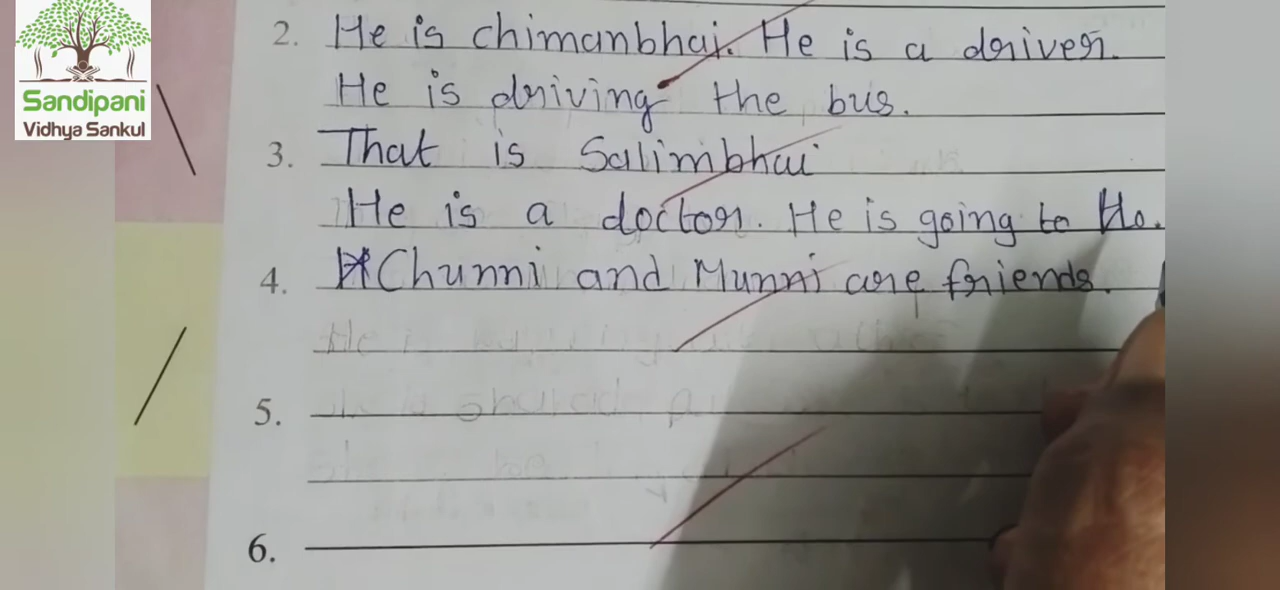 Sandipani
Vidhya Sankul
2. He is chimanbhai. He is a driver.
He is driving the bus.
3. That is Salimbhai
He is a doctor. He is going to Ho.
4. Chunni and Munni are friends.
5.
6.